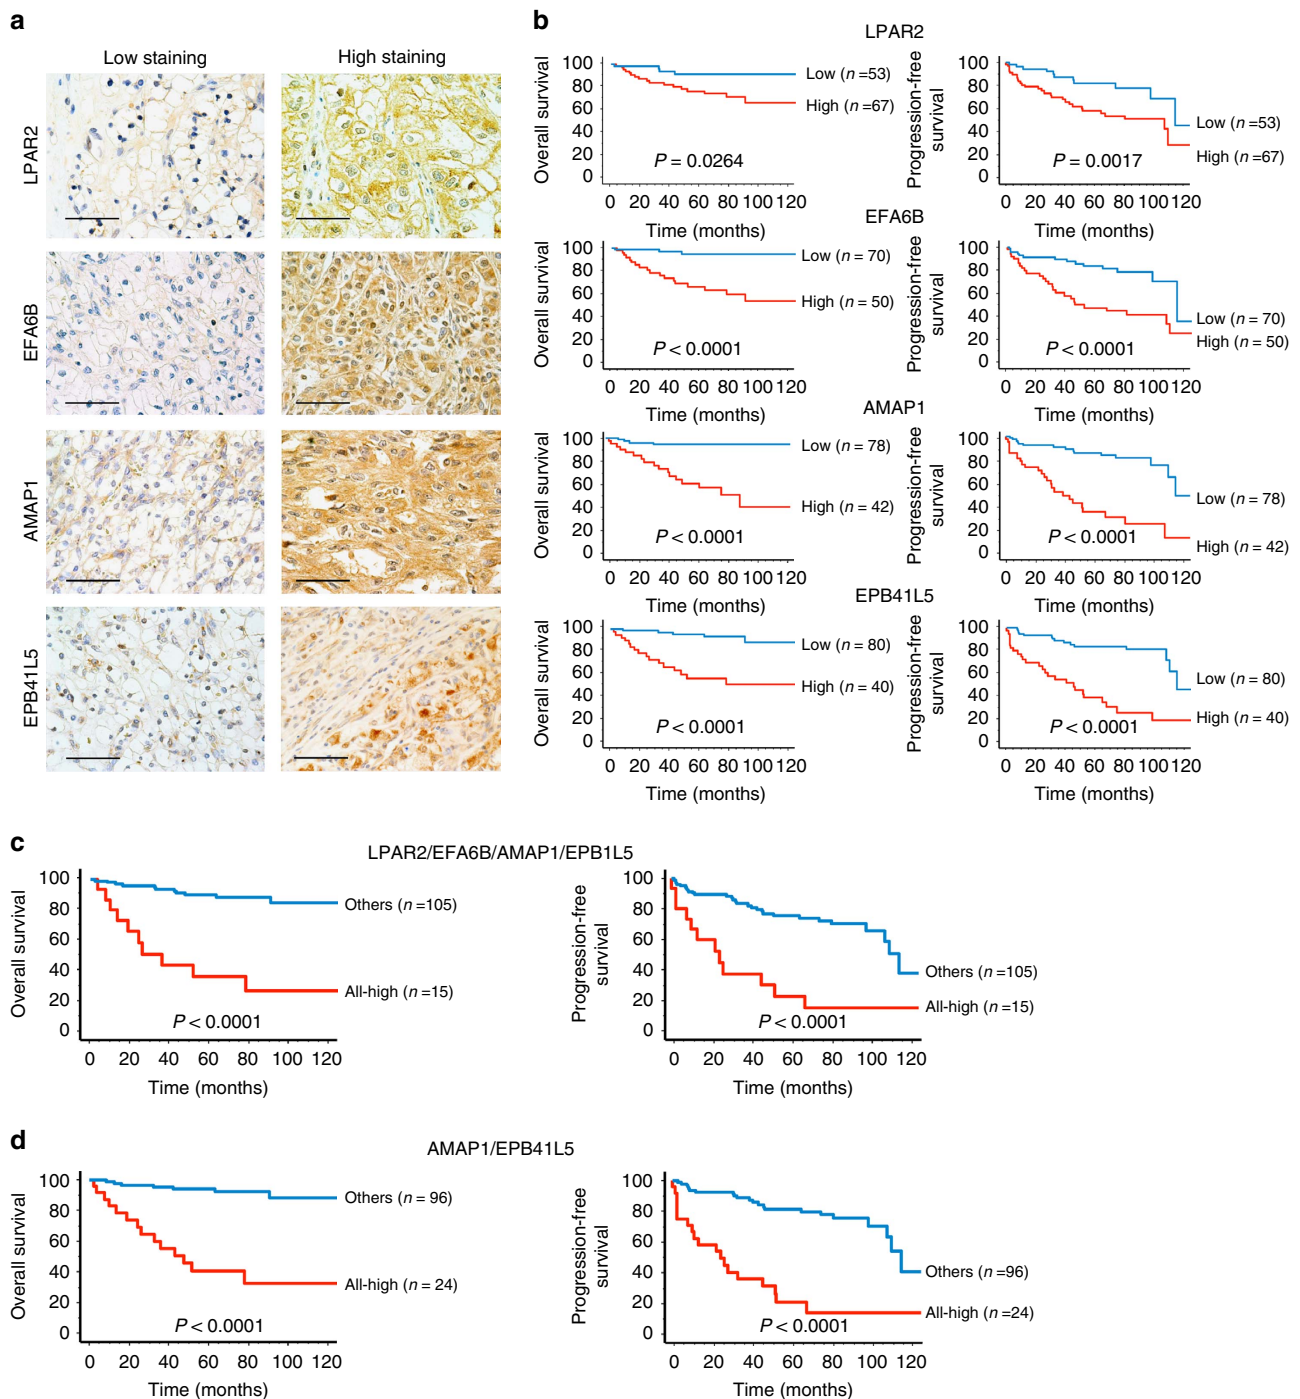 a
Low staining
High staining
LPAR2
EFA6B
AMAP1
EPB41L5
b
LPAR2
Overall survival
100
80
60
40
20
0
Low (n =53)
High (n =67)
P = 0.0264
0 20 40 60 80 100 120
Time (months)
Progression-free survival
100
80
60
40
20
0
Low (n =53)
High (n =67)
P = 0.0017
0 20 40 60 80 100 120
Time (months)
EFA6B
Overall survival
100
80
60
40
20
0
Low (n = 70)
High (n = 50)
P < 0.0001
0 20 40 60 80 100 120
Time (months)
Progression-free survival
100
80
60
40
20
0
Low (n = 70)
High (n = 50)
P < 0.0001
0 20 40 60 80 100 120
Time (months)
AMAP1
Overall survival
100
80
60
40
20
0
Low (n = 78)
High (n = 42)
P < 0.0001
0 20 40 60 80 100 120
Time (months)
Progression-free survival
100
80
60
40
20
0
Low (n = 78)
High (n = 42)
P < 0.0001
0 20 40 60 80 100 120
Time (months)
EPB41L5
Overall survival
100
80
60
40
20
0
Low (n = 80)
High (n = 40)
P < 0.0001
0 20 40 60 80 100 120
Time (months)
Progression-free survival
100
80
60
40
20
0
Low (n = 80)
High (n = 40)
P < 0.0001
0 20 40 60 80 100 120
Time (months)
c
LPAR2/EFA6B/AMAP1/EPB1L5
Overall survival
100
80
60
40
20
0
Others (n =105)
All-high (n =15)
P < 0.0001
0 20 40 60 80 100 120
Time (months)
Progression-free survival
100
80
60
40
20
0
Others (n =105)
All-high (n =15)
P < 0.0001
0 20 40 60 80 100 120
Time (months)
d
AMAP1/EPB41L5
Overall survival
100
80
60
40
20
0
Others (n = 96)
All-high (n = 24)
P < 0.0001
0 20 40 60 80 100 120
Time (months)
Progression-free survival
100
80
60
40
20
0
Others (n =96)
All-high (n =24)
P < 0.0001
0 20 40 60 80 100 120
Time (months)